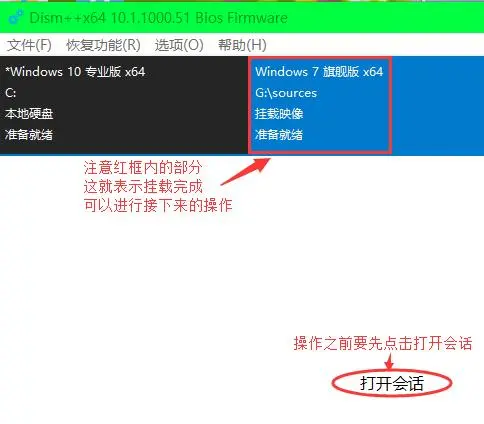 Dism++x64 10.1.1000.51 Bios Firmware
文件(F) 恢复功能(R) 选项(O) 帮助(H)
*Windows 10 专业版 x64
C:
本地硬盘
准备就绪
Windows 7 旗舰版 x64
G:\sources
挂载映像
准备就绪
注意红框内的部分
这就表示挂载完成
可以进行接下来的操作
操作之前要先点击打开会话
打开会话